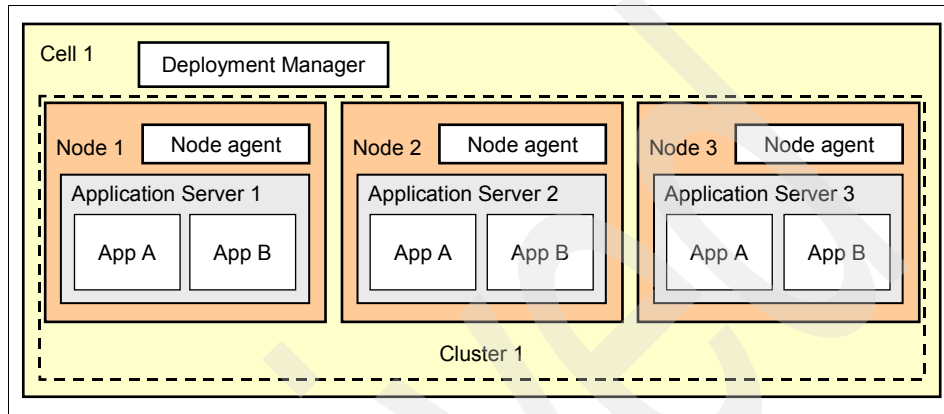 Cell 1
Deployment Manager
Node 1
Node agent
Application Server 1
App A
App B
Node 2
Node agent
Application Server 2
App A
App B
Node 3
Node agent
Application Server 3
App A
App B
Cluster 1